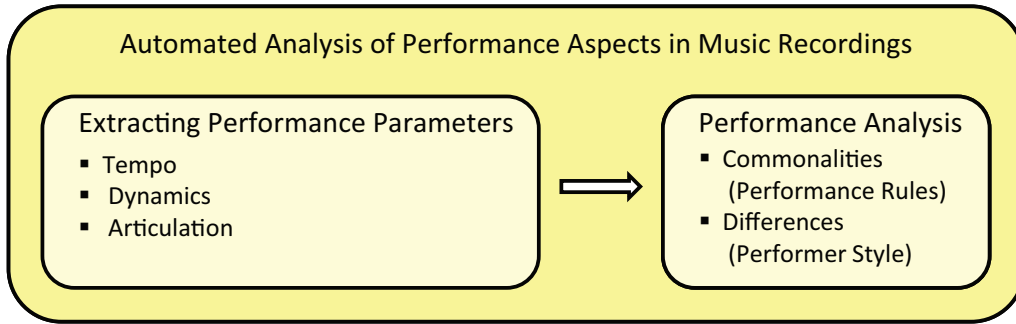 Automated Analysis of Performance Aspects in Music Recordings
Extracting Performance Parameters
▪ Tempo
▪ Dynamics
▪ Articulation
Performance Analysis
▪ Commonalities
(Performance Rules)
▪ Differences
(Performer Style)